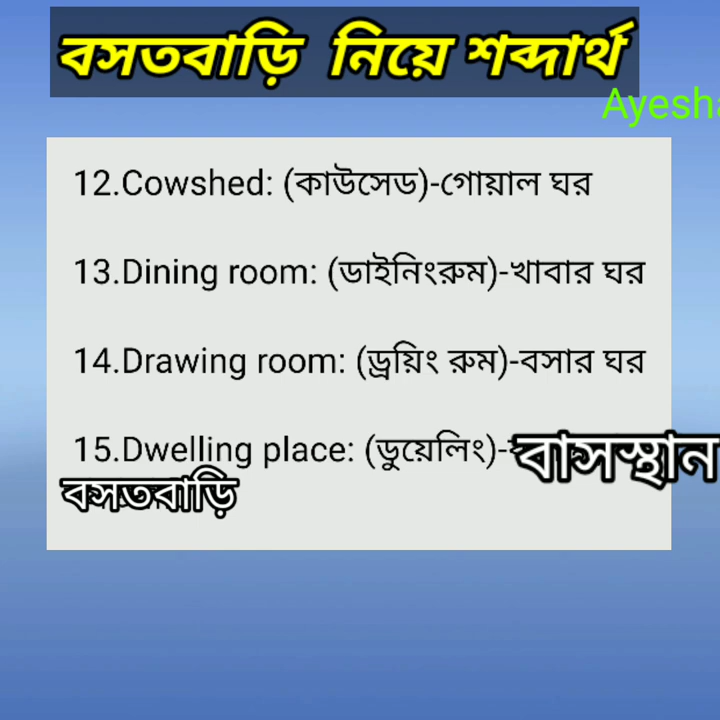 বসতবাড়ি নিয়ে শব্দার্থ
Ayesha
12.Cowshed: (কাউসেড)-গোয়াল ঘর
13.Dining room: (ডাইনিংরুম)-খাবার ঘর
14.Drawing room: (ড্রয়িং রুম)-বসার ঘর
15.Dwelling place: (ডুয়েলিং)- বাসস্থান
বসতবাড়ি